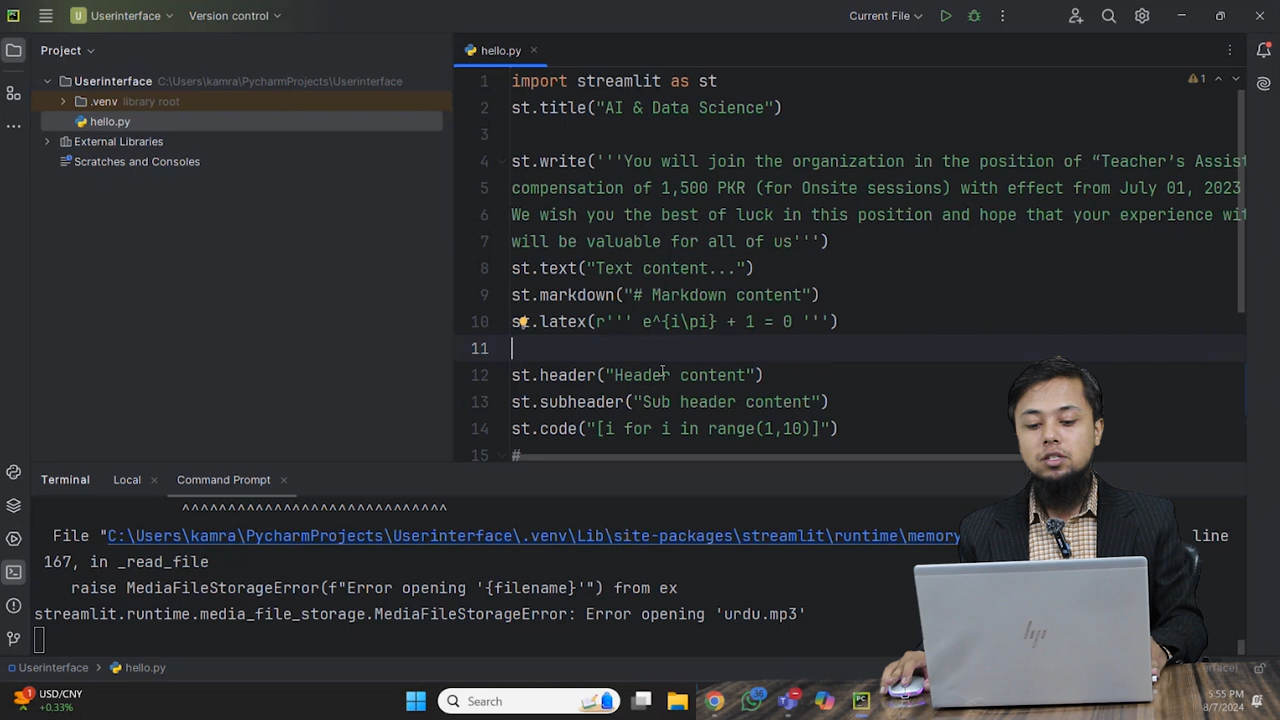 U Userinterface Version control Current File
Project
hello.py
Userinterface C:\Users\kamra\PycharmProjects\Userinterface
.venv library root
hello.py
External Libraries
Scratches and Consoles
1
1 import streamlit as st
2 st.title("AI & Data Science")
3
4 st.write('''You will join the organization in the position of “Teacher’s Assist
5 compensation of 1,500 PKR (for Onsite sessions) with effect from July 01, 2023
6 We wish you the best of luck in this position and hope that your experience wit
7 will be valuable for all of us''')
8 st.text("Text content...")
9 st.markdown("# Markdown content")
10 st.latex(r''' e^{i\pi} + 1 = 0 ''')
11
12 st.header("Header content")
13 st.subheader("Sub header content")
14 st.code("[i for i in range(1,10)]")
15 #
Terminal Local Command Prompt
^^^^^^^^^^^^^^^^^^^^^^^^^^^^^
File "C:\Users\kamra\PycharmProjects\Userinterface\.venv\Lib\site-packages\streamlit\runtime\memory line
167, in _read_file
raise MediaFileStorageError(f"Error opening '{filename}'") from ex
streamlit.runtime.media_file_storage.MediaFileStorageError: Error opening 'urdu.mp3'
hp
Userinterface > hello.py
USD/CNY
+0.33%
Search
36
PC
5:55 PM
8/7/2024